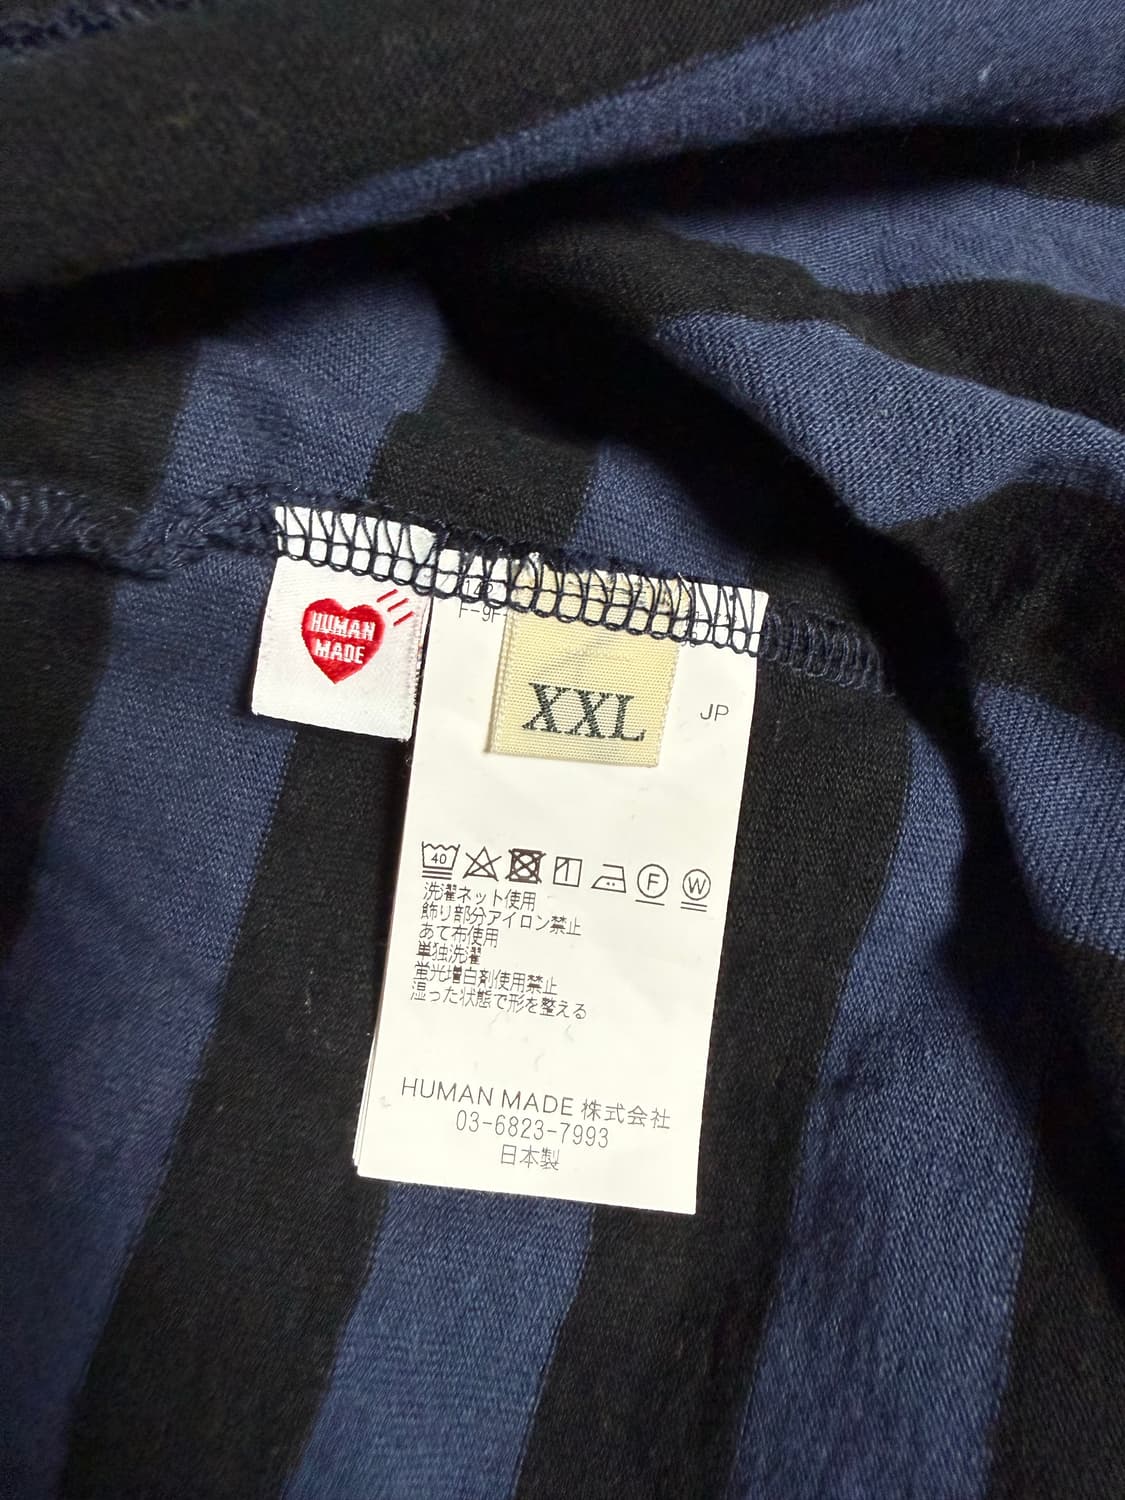 HUMAN
MADE
XXL
JP
40
F
W
洗濯ネット使用
飾り部分アイロン禁止
あて布使用
単独洗濯
蛍光増白剤使用禁止
湿った状態で形を整える
HUMAN MADE 株式会社
03-6823-7993
日本製